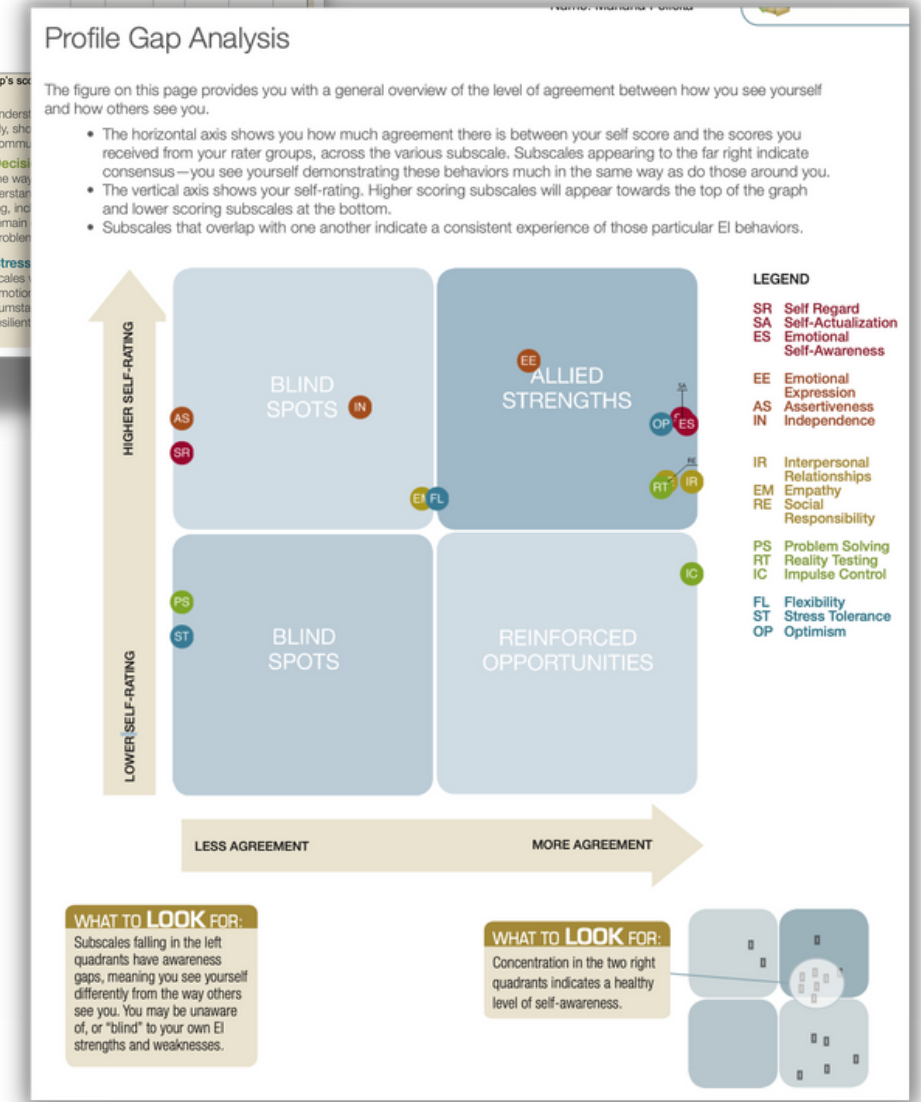 Profile Gap Analysis
The figure on this page provides you with a general overview of the level of agreement between how you see yourself
and how others see you.
• The horizontal axis shows you how much agreement there is between your self score and the scores you
received from your rater groups, across the various subscale. Subscales appearing to the far right indicate
consensus—you see yourself demonstrating these behaviors much in the same way as do those around you.
• The vertical axis shows your self-rating. Higher scoring subscales will appear towards the top of the graph
and lower scoring subscales at the bottom.
• Subscales that overlap with one another indicate a consistent experience of those particular EI behaviors.
HIGHER SELF-RATING
LOWER SELF-RATING
BLIND
SPOTS
ALLIED
STRENGTHS
BLIND
SPOTS
REINFORCED
OPPORTUNITIES
EE
IN
AS
SR
SA
OP
ES
RE
RT
IR
EM
FL
IC
PS
ST
LEGEND
SR Self Regard
SA Self-Actualization
ES Emotional
Self-Awareness
EE Emotional
Expression
AS Assertiveness
IN Independence
IR Interpersonal
Relationships
EM Empathy
RE Social
Responsibility
PS Problem Solving
RT Reality Testing
IC Impulse Control
FL Flexibility
ST Stress Tolerance
OP Optimism
LESS AGREEMENT
MORE AGREEMENT
WHAT TO LOOK FOR:
Subscales falling in the left
quadrants have awareness
gaps, meaning you see yourself
differently from the way others
see you. You may be unaware
of, or “blind” to your own EI
strengths and weaknesses.
WHAT TO LOOK FOR:
Concentration in the two right
quadrants indicates a healthy
level of self-awareness.